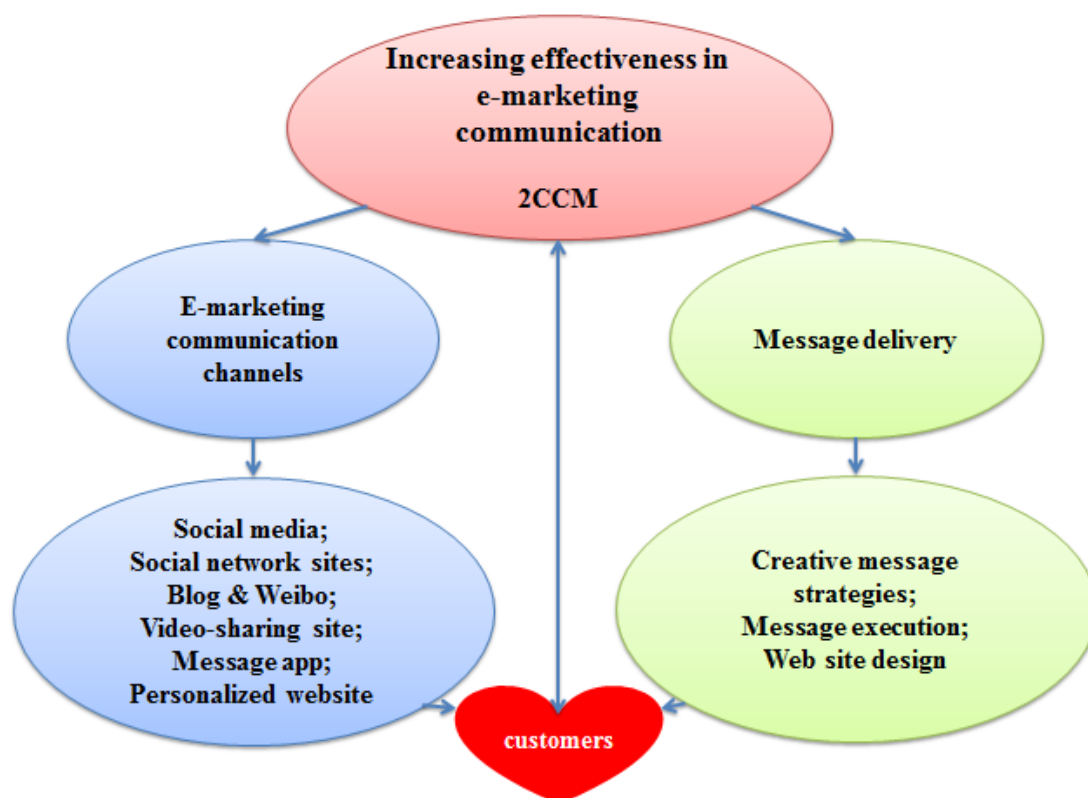 Increasing effectiveness in
e-marketing
communication
2CCM
E-marketing
communication
channels
Message delivery
Social media;
Social network sites;
Blog & Weibo;
Video-sharing site;
Message app;
Personalized website
Creative message
strategies;
Message execution;
Web site design
customers